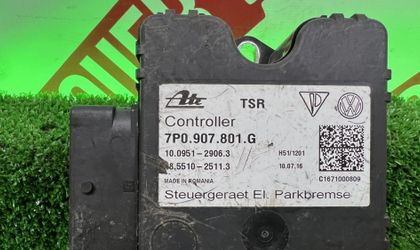 Ate TSR
Controller
7P0.907.801.G
10.0951-2906.3 H51/1201
5510-2511.3 18.07.16
MADE IN ROMANIA C1671000809
Steuergeraet El. Parkbremse